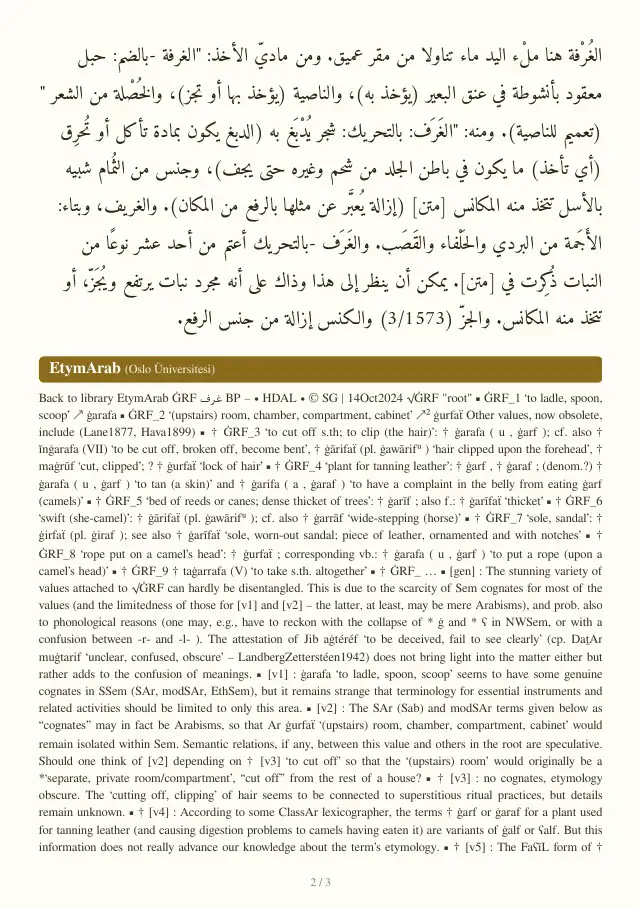 الغُرْفة هنا ملْء اليد ماء تناولا من مقر عميق. ومن ماديّ الأخذ: "الغرفة -بالضم: حبل
معقود بأنشوطة في عنق البعير (يؤخذ به)، والناصية (يؤخذ بها أو تجز)، والخُصْلة من الشعر "
(تعميم للناصية). ومنه: "الغَرَف: بالتحريك: شجر يُدْبَغ به (الدبغ يكون بمادة تأكل أو تُحرِق
(أي تأخذ) ما يكون في باطن الجلد من شحم وغيره حتى يجف)، وجنس من الثُمام شبيه
بالأسل تتخذ منه المكانس [متن] (إزالة يُعبَّر عن مثلها بالرفع من المكان). والغريف، وبتاء:
الأَجَمة من البردي والحَلْفاء والقَصَب. والغَرَف -بالتحريك أعتم من أحد عشر نوعًا من
النبات ذُكِرت في [متن]. يمكن أن ينظر إلى هذا وذاك على أنه مجرد نبات يرتفع ويُجَزّ، أو
تتخذ منه المكانس. والجزّ (3/1573) والكنس إزالة من جنس الرفع.
EtymArab (Oslo Üniversitesi)
Back to library EtymArab ĠRF غرف BP – • HDAL • © SG | 14Oct2024 √ĠRF "root" ▪ ĠRF_1 ‘to ladle, spoon,
scoop’ ↗ ġarafa ▪ ĠRF_2 ‘(upstairs) room, chamber, compartment, cabinet’ ↗² ġurfaẗ Other values, now obsolete,
include (Lane1877, Hava1899) ▪ † ĠRF_3 ‘to cut off s.th; to clip (the hair)’: † ġarafa ( u , ġarf ); cf. also †
ĭnġarafa (VII) ‘to be cut off, broken off, become bent’, † ġārifaẗ (pl. ġawārifᵘ ) ‘hair clipped upon the forehead’, †
maġrūf ‘cut, clipped’; ? † ġurfaẗ ‘lock of hair’ ▪ † ĠRF_4 ‘plant for tanning leather’: † ġarf , † ġaraf ; (denom.?) †
ġarafa ( u , ġarf ) ‘to tan (a skin)’ and † ġarifa ( a , ġaraf ) ‘to have a complaint in the belly from eating ġarf
(camels)’ ▪ † ĠRF_5 ‘bed of reeds or canes; dense thicket of trees’: † ġarīf ; also f.: † ġarīfaẗ ‘thicket’ ▪ † ĠRF_6
‘swift (she-camel)’: † ġārifaẗ (pl. ġawārifᵘ ); cf. also † ġarrāf ‘wide-stepping (horse)’ ▪ † ĠRF_7 ‘sole, sandal’: †
ġirfaẗ (pl. ġiraf ); see also † ġarīfaẗ ‘sole, worn-out sandal; piece of leather, ornamented and with notches’ ▪ †
ĠRF_8 ‘rope put on a camel’s head’: † ġurfaẗ ; corresponding vb.: † ġarafa ( u , ġarf ) ‘to put a rope (upon a
camel’s head)’ ▪ † ĠRF_9 † taġarrafa (V) ‘to take s.th. altogether’ ▪ † ĠRF_ … ▪ [gen] : The stunning variety of
values attached to √ĠRF can hardly be disentangled. This is due to the scarcity of Sem cognates for most of the
values (and the limitedness of those for [v1] and [v2] – the latter, at least, may be mere Arabisms), and prob. also
to phonological reasons (one may, e.g., have to reckon with the collapse of * ġ and * ʕ in NWSem, or with a
confusion between -r- and -l- ). The attestation of Jib aġtéréf ‘to be deceived, fail to see clearly’ (cp. DaṯAr
muġtarif ‘unclear, confused, obscure’ – LandbergZetterstéen1942) does not bring light into the matter either but
rather adds to the confusion of meanings. ▪ [v1] : ġarafa ‘to ladle, spoon, scoop’ seems to have some genuine
cognates in SSem (SAr, modSAr, EthSem), but it remains strange that terminology for essential instruments and
related activities should be limited to only this area. ▪ [v2] : The SAr (Sab) and modSAr terms given below as
“cognates” may in fact be Arabisms, so that Ar ġurfaẗ ‘(upstairs) room, chamber, compartment, cabinet’ would
remain isolated within Sem. Semantic relations, if any, between this value and others in the root are speculative.
Should one think of [v2] depending on † [v3] ‘to cut off’ so that the ‘(upstairs) room’ would originally be a
*‘separate, private room/compartment’, “cut off” from the rest of a house? ▪ † [v3] : no cognates, etymology
obscure. The ‘cutting off, clipping’ of hair seems to be connected to superstitious ritual practices, but details
remain unknown. ▪ † [v4] : According to some ClassAr lexicographer, the terms † ġarf or ġaraf for a plant used
for tanning leather (and causing digestion problems to camels having eaten it) are variants of ġalf or ʕalf. But this
information does not really advance our knowledge about the term’s etymology. ▪ † [v5] : The FaʕīL form of †
2 / 3